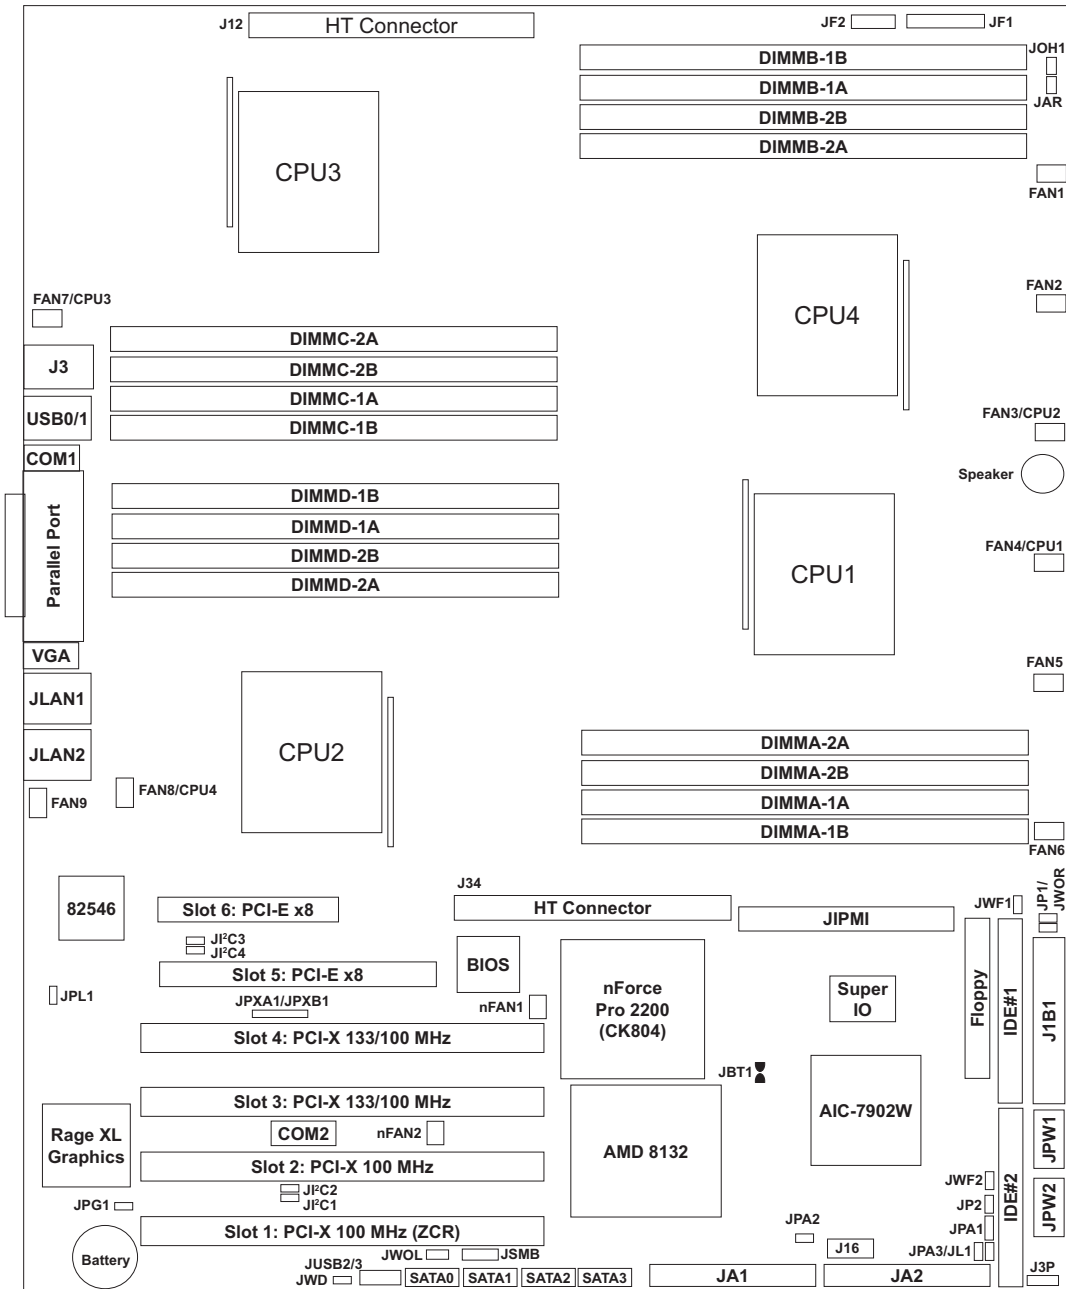 J12
HT Connector
JF2
JF1
DIMMB-1B
JOH1
DIMMB-1A
JAR
DIMMB-2B
DIMMB-2A
CPU3
FAN1
FAN7/CPU3
FAN2
CPU4
DIMMC-2A
J3
DIMMC-2B
DIMMC-1A
USB0/1
DIMMC-1B
FAN3/CPU2
COM1
Speaker
DIMMD-1B
DIMMD-1A
Parallel Port
DIMMD-2B
DIMMD-2A
FAN4/CPU1
CPU1
VGA
FAN5
JLAN1
JLAN2
CPU2
DIMMA-2A
DIMMA-2B
FAN9
FAN8/CPU4
DIMMA-1A
DIMMA-1B
FAN6
J34
82546
Slot 6: PCI-E x8
HT Connector
JIPMI
JWF1
JP1/
JWOR
JI²C3
JI²C4
BIOS
Slot 5: PCI-E x8
nForce
Pro 2200
(CK804)
Super
IO
Floppy
IDE#1
J1B1
JPL1
JPXA1/JPXB1
nFAN1
Slot 4: PCI-X 133/100 MHz
JBT1
Slot 3: PCI-X 133/100 MHz
AIC-7902W
Rage XL
Graphics
COM2
nFAN2
AMD 8132
JPW1
Slot 2: PCI-X 100 MHz
JI²C2
JI²C1
JWF2
IDE#2
JPW2
JPG1
JP2
Slot 1: PCI-X 100 MHz (ZCR)
JPA2
JPA1
Battery
J16
JPA3/JL1
JWOL
JSMB
JUSB2/3
JWD
SATA0
SATA1
SATA2
SATA3
JA1
JA2
J3P